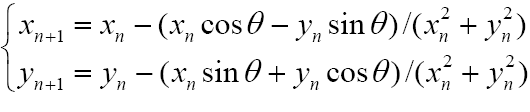 x_{n+1} = x_n − (x_n cos θ − y_n sin θ)/(x_n^2 + y_n^2)
y_{n+1} = y_n − (x_n sin θ + y_n cos θ)/(x_n^2 + y_n^2)